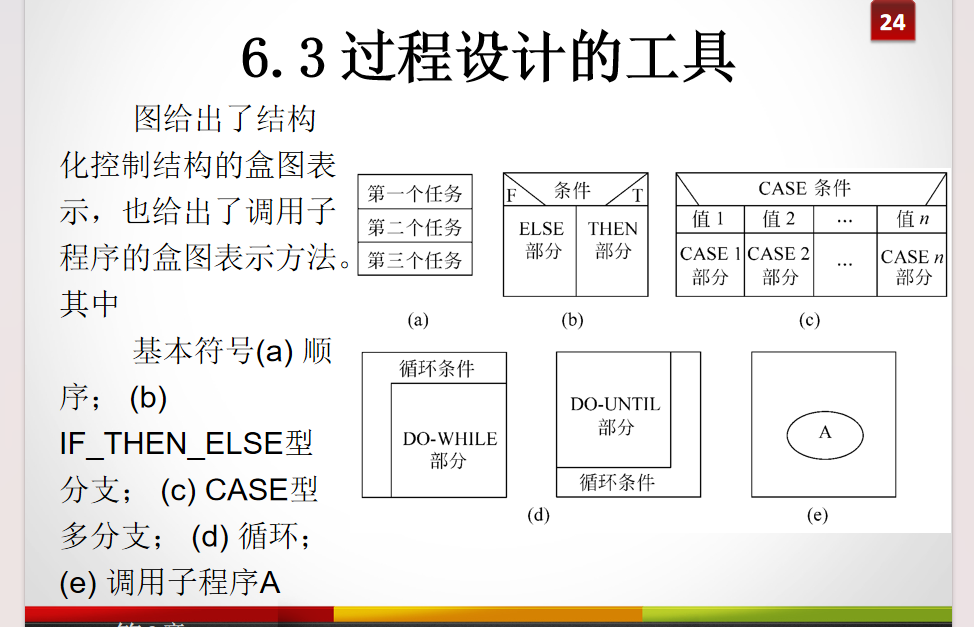 24
6.3 过程设计的工具
图给出了结构
化控制结构的盒图表
示，也给出了调用子
程序的盒图表示方法。
其中
基本符号(a) 顺
序； (b)
IF_THEN_ELSE型
分支； (c) CASE型
多分支； (d) 循环；
(e) 调用子程序A
第一个任务
第二个任务
第三个任务
(a)
F 条件 T
ELSE THEN
部分 部分
(b)
CASE 条件
值 1 值 2 … 值 n
CASE 1 CASE 2 … CASE n
部分 部分 部分
(c)
循环条件
DO-WHILE
部分
DO-UNTIL
部分
循环条件
(d)
A
(e)